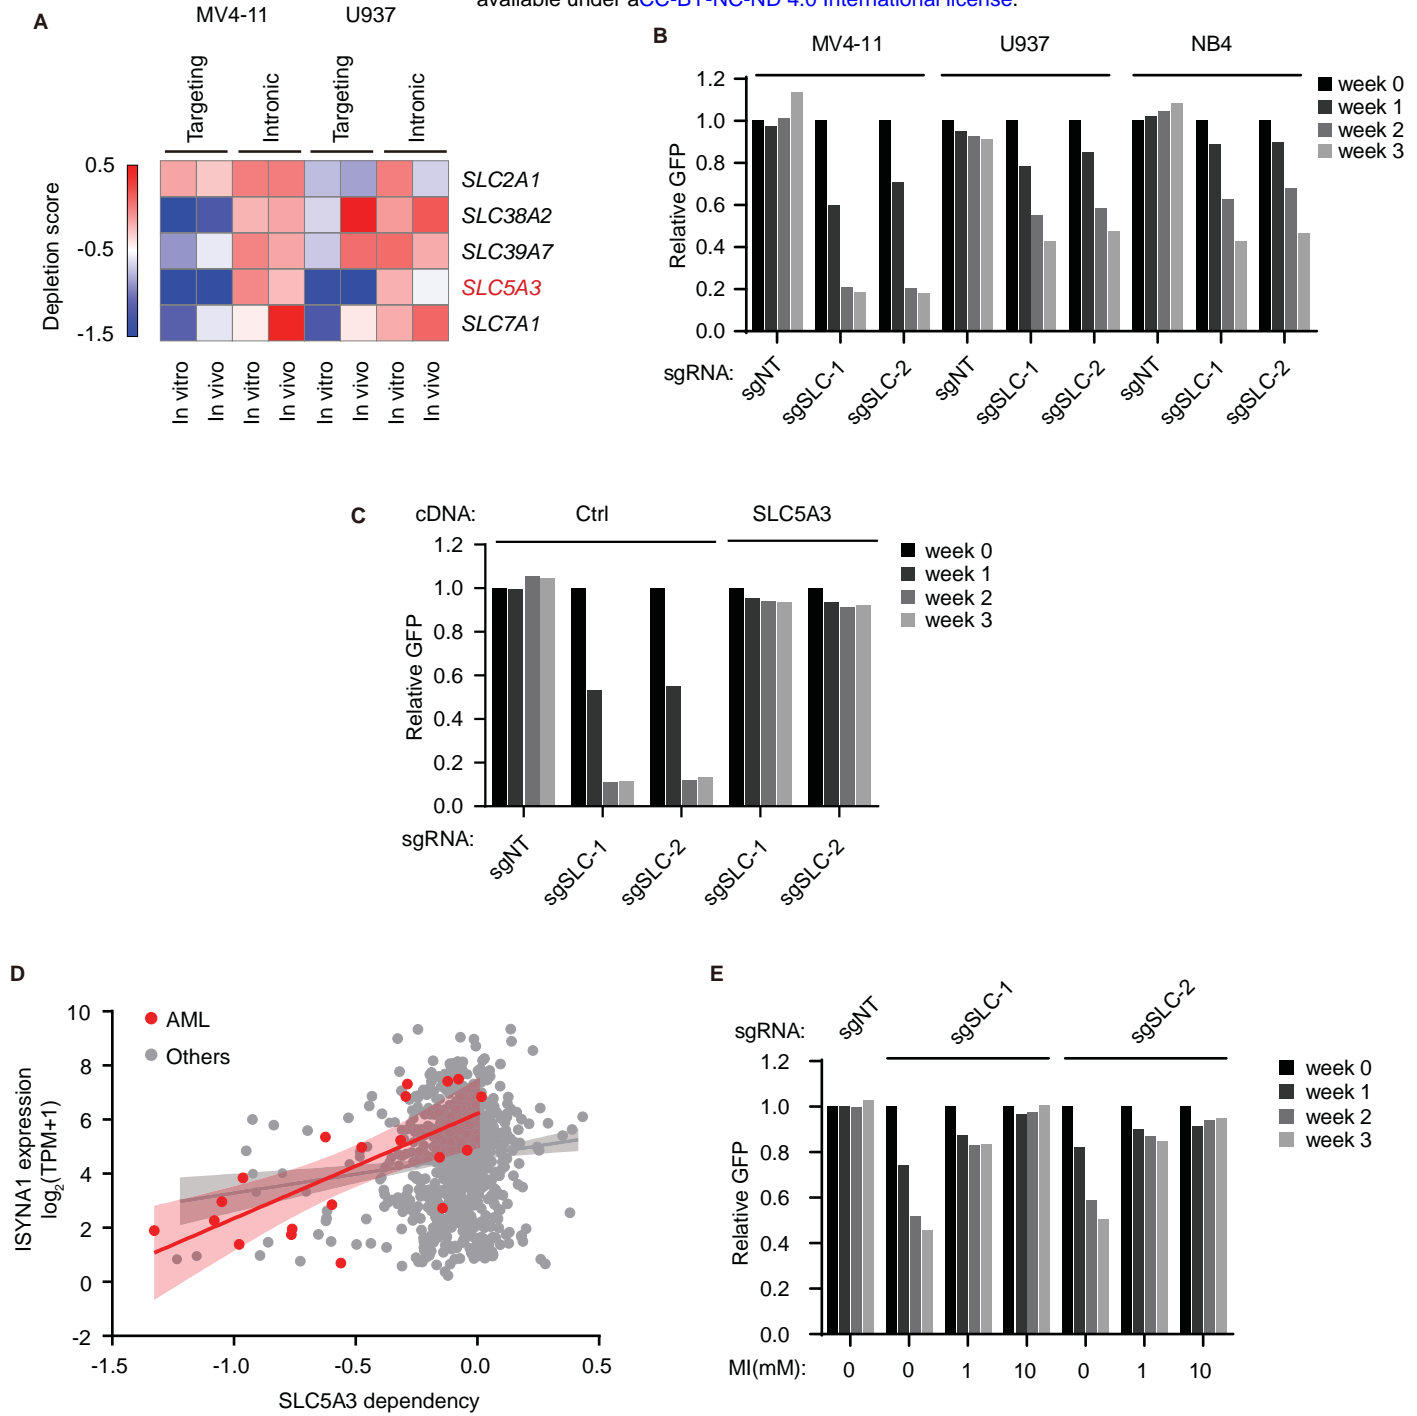 available under aCC-BY-NC-ND 4.0 International license.
A
MV4-11 U937
Targeting Intronic Targeting Intronic
Depletion score
0.5
-0.5
-1.5
SLC2A1
SLC38A2
SLC39A7
SLC5A3
SLC7A1
In vitro In vivo In vitro In vivo In vitro In vivo In vitro In vivo
B
MV4-11 U937 NB4
Relative GFP
1.2
1.0
0.8
0.6
0.4
0.2
0.0
week 0
week 1
week 2
week 3
sgRNA: sgNT sgSLC-1 sgSLC-2 sgNT sgSLC-1 sgSLC-2 sgNT sgSLC-1 sgSLC-2
C
cDNA: Ctrl SLC5A3
Relative GFP
1.2
1.0
0.8
0.6
0.4
0.2
0.0
week 0
week 1
week 2
week 3
sgRNA: sgNT sgSLC-1 sgSLC-2 sgSLC-1 sgSLC-2
D
ISYNA1 expression
log2(TPM+1)
10
8
6
4
2
0
-2
AML
Others
-1.5 -1.0 -0.5 0.0 0.5
SLC5A3 dependency
E
sgRNA: sgNT sgSLC-1 sgSLC-2
Relative GFP
1.2
1.0
0.8
0.6
0.4
0.2
0.0
week 0
week 1
week 2
week 3
MI(mM): 0 0 1 10 0 1 10